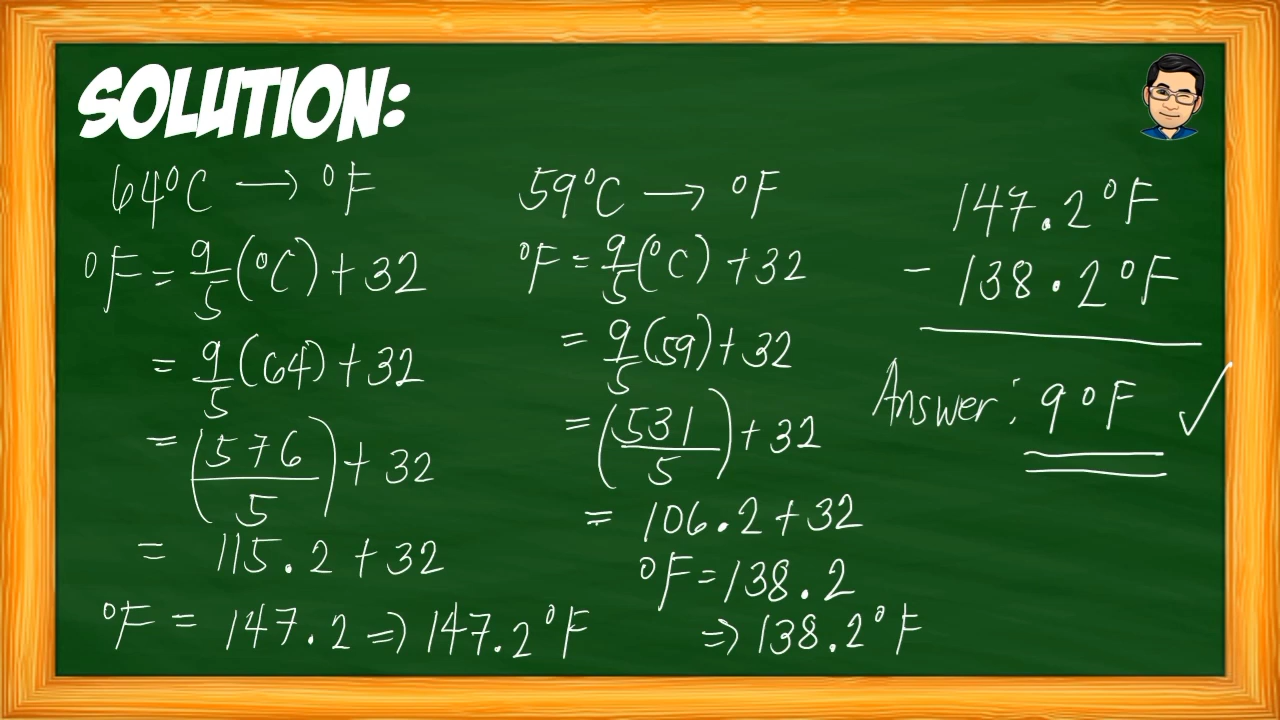 SOLUTION:
64°C → °F
°F = 9/5 (°C) + 32
= 9/5 (64) + 32
= (576/5) + 32
= 115.2 + 32
°F = 147.2 ⇒ 147.2°F
59°C → °F
°F = 9/5 (°C) + 32
= 9/5 (59) + 32
= (531/5) + 32
= 106.2 + 32
°F = 138.2
⇒ 138.2°F
147.2°F
- 138.2°F
Answer: 9°F ✓